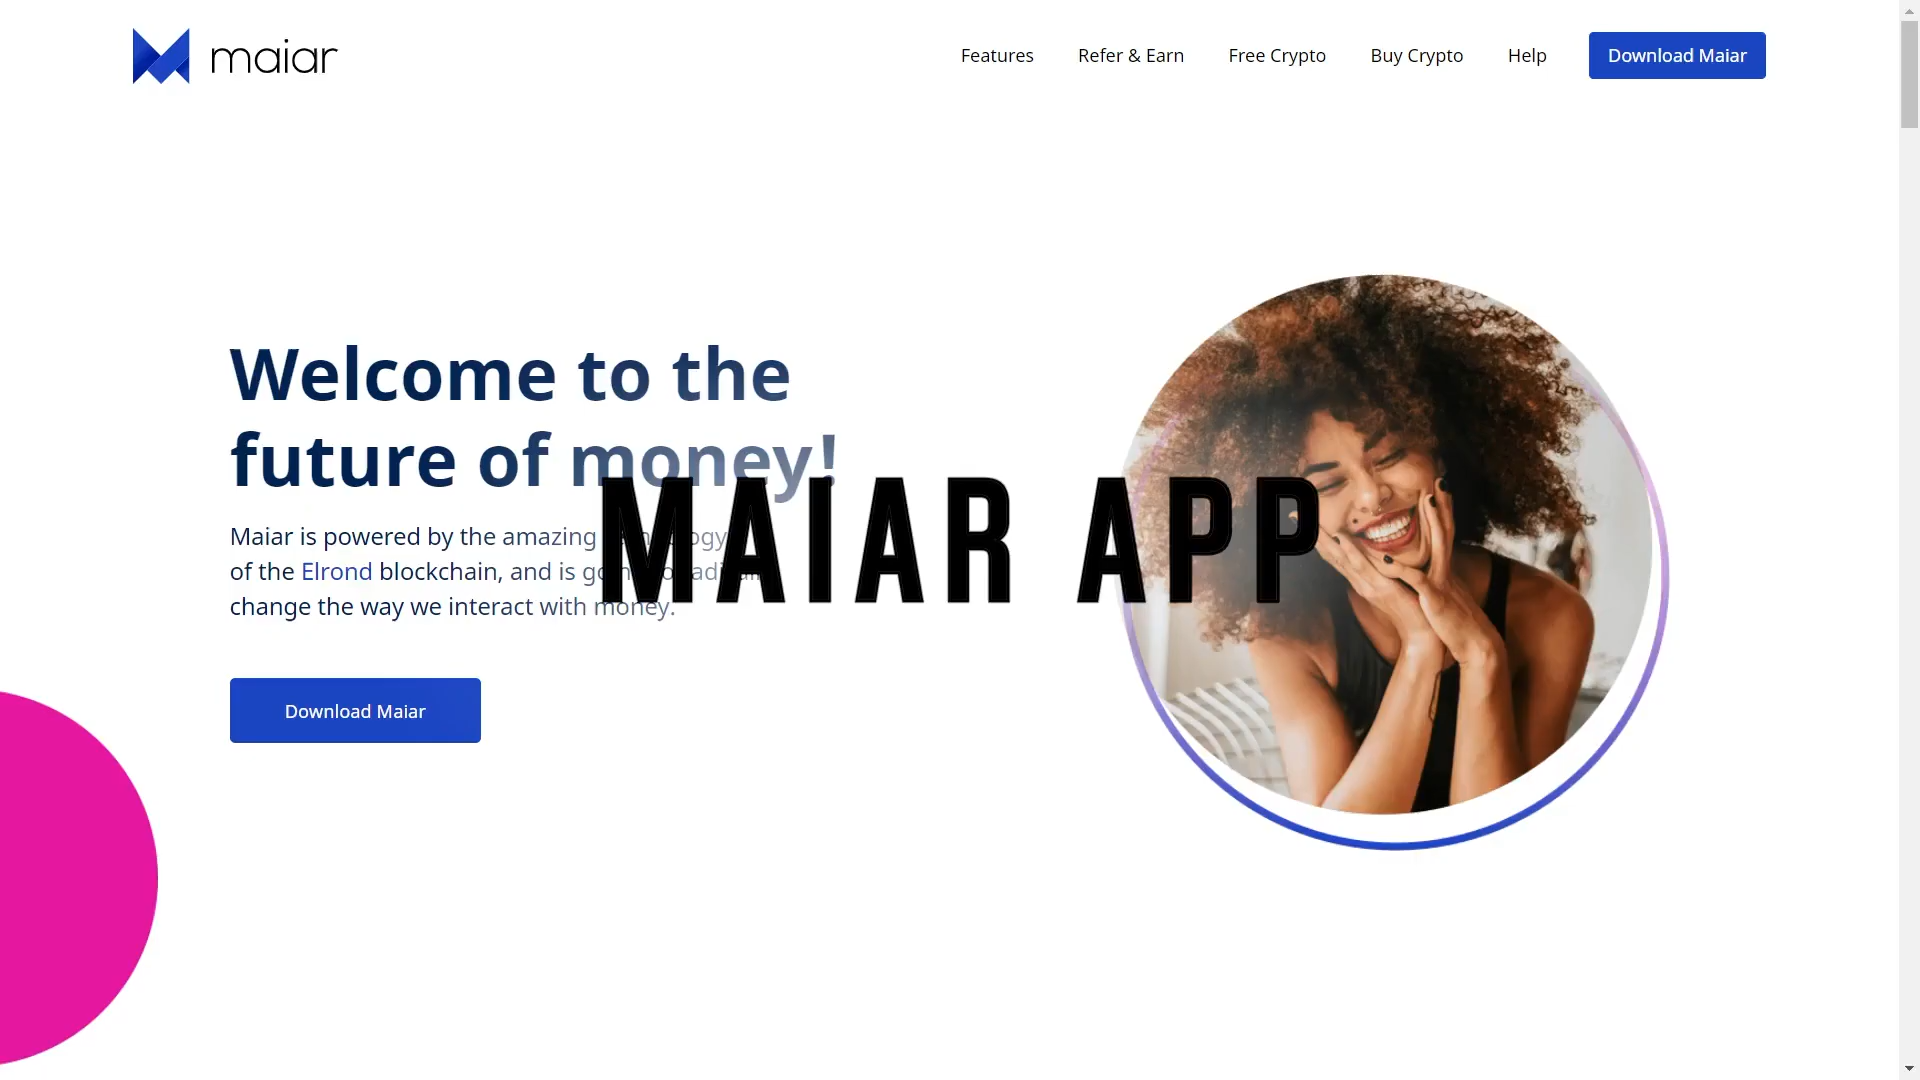 maiar
Features
Refer & Earn
Free Crypto
Buy Crypto
Help
Download Maiar
Welcome to the
future of money!
Maiar is powered by the amazing
of the Elrond blockchain, and is
change the way we interact with money.
MAIAR APP
Download Maiar